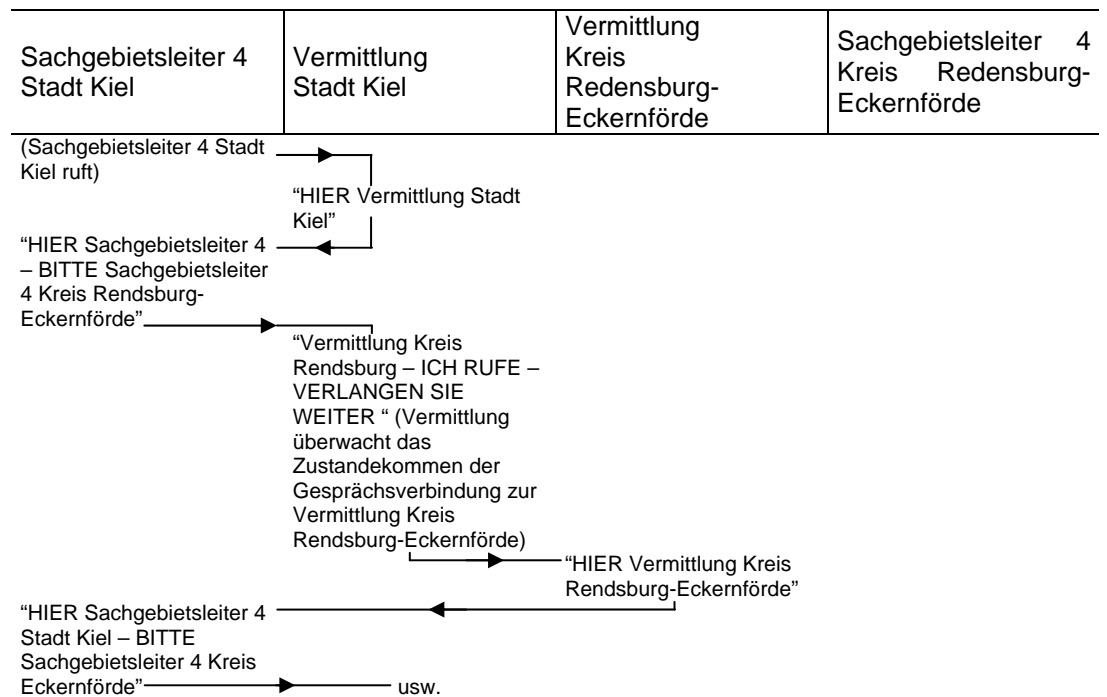 Sachgebietsleiter 4
Stadt Kiel
Vermittlung
Stadt Kiel
Vermittlung
Kreis
Redensburg-
Eckernförde
Sachgebietsleiter 4
Kreis Redensburg-
Eckernförde
(Sachgebietsleiter 4 Stadt
Kiel ruft)
“HIER Vermittlung Stadt
Kiel”
“HIER Sachgebietsleiter 4
– BITTE Sachgebietsleiter
4 Kreis Rendsburg-
Eckernförde”
“Vermittlung Kreis
Rendsburg – ICH RUFE –
VERLANGEN SIE
WEITER “ (Vermittlung
überwacht das
Zustandekommen der
Gesprächsverbindung zur
Vermittlung Kreis
Rendsburg-Eckernförde)
“HIER Vermittlung Kreis
Rendsburg-Eckernförde”
“HIER Sachgebietsleiter 4
Stadt Kiel – BITTE
Sachgebietsleiter 4 Kreis
Eckernförde”
usw.